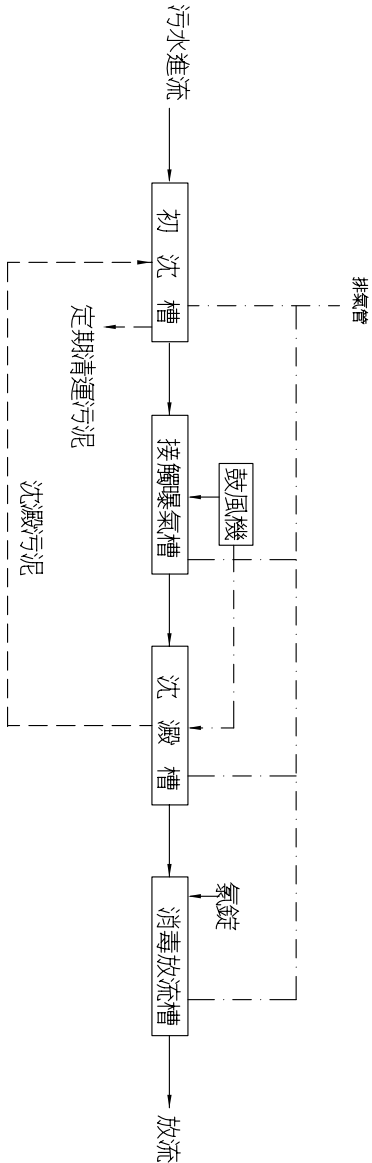 污水進流
初沈槽
接觸曝氣槽
沈澱槽
消毒放流槽
放流
排氣管
鼓風機
氯錠
定期清運污泥
沈澱污泥